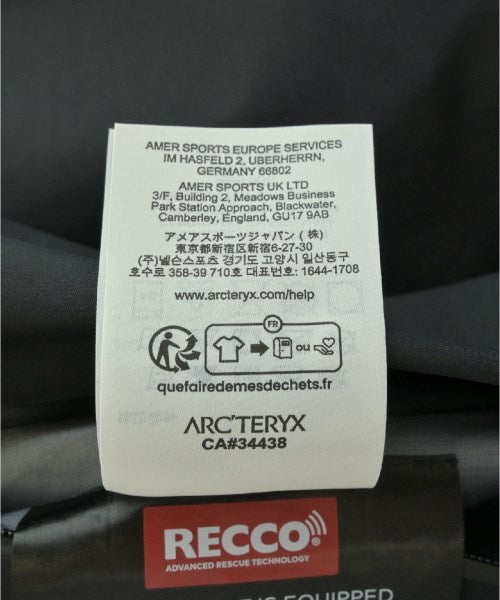 AMER SPORTS EUROPE SERVICES
IM HASFELD 2, UBERHERRN,
GERMANY 66802
AMER SPORTS UK LTD
3/F, Building 2, Meadows Business
Park Station Approach, Blackwater,
Camberley, England, GU17 9AB
アメアスポーツジャパン (株)
東京都新宿区新宿6-27-30
(주)넬슨스포츠 경기도 고양시 일산동구
호수로 358-39 710호 대표번호: 1644-1708
www.arcteryx.com/help
FR
ou
quefairedemesdechets.fr
ARC'TERYX
CA#34438
RECCO
ADVANCED RESCUE TECHNOLOGY
IS EQUIPPED